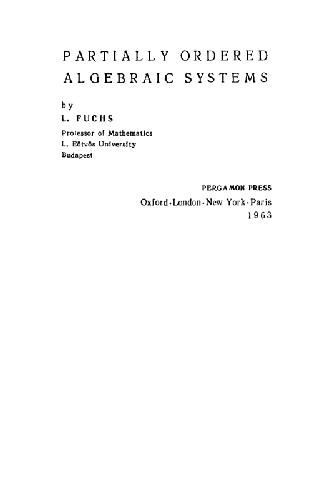 PARTIALLY ORDERED
ALGEBRAIC SYSTEMS
by
L. FUCHS
Professor of Mathematics
L. Eötvös University
Budapest
PERGAMON PRESS
Oxford·London·New York·Paris
1963